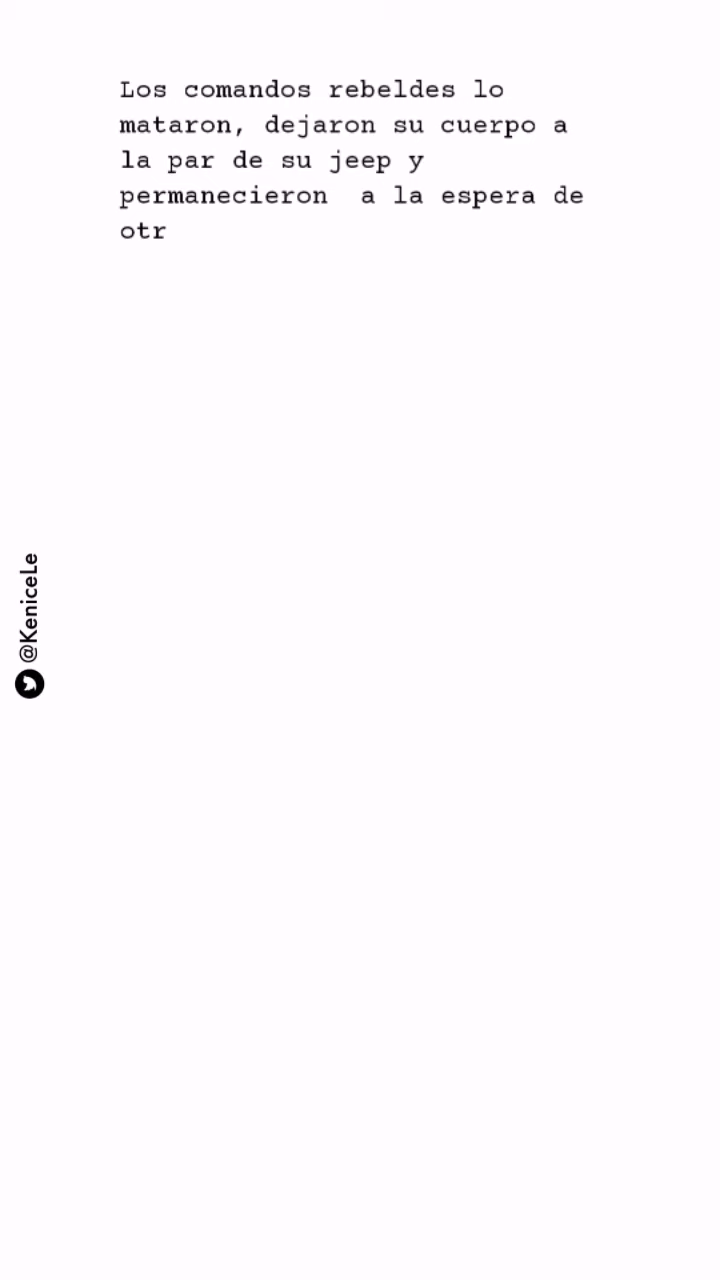 Los comandos rebeldes lo
mataron, dejaron su cuerpo a
la par de su jeep y
permanecieron  a la espera de
otr
@KeniceLe